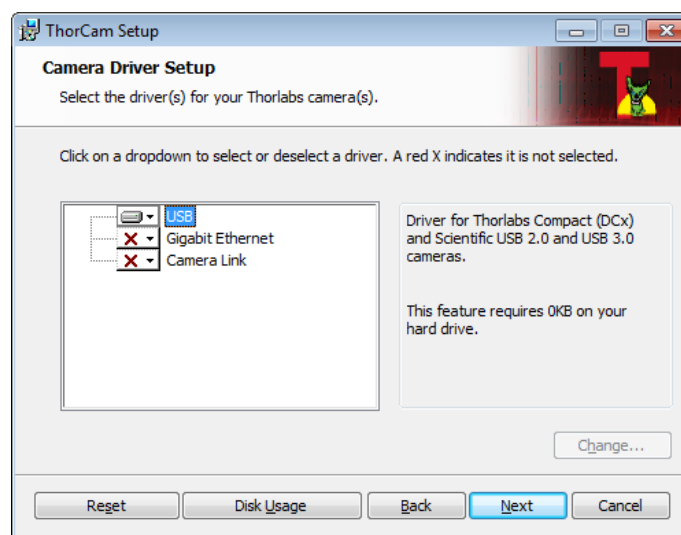 ThorCam Setup
Camera Driver Setup
Select the driver(s) for your Thorlabs camera(s).
Click on a dropdown to select or deselect a driver. A red X indicates it is not selected.
USB
Gigabit Ethernet
Camera Link
Driver for Thorlabs Compact (DCx)
and Scientific USB 2.0 and USB 3.0
cameras.
This feature requires 0KB on your
hard drive.
Change...
Reset Disk Usage Back Next Cancel